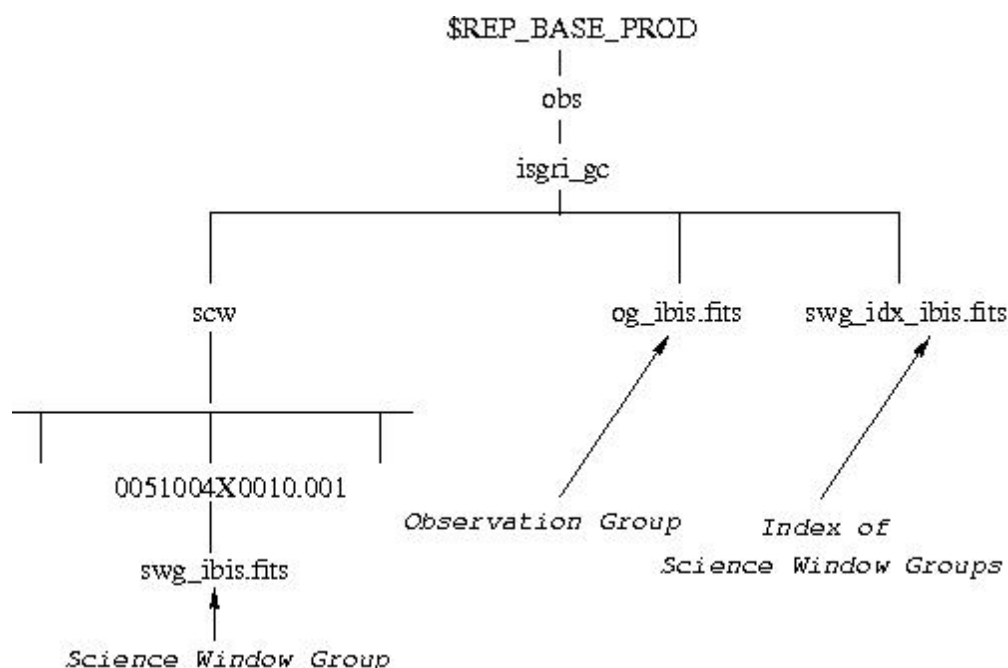 $REP_BASE_PROD
obs
isgri_gc
scw
og_ibis.fits
swg_idx_ibis.fits
0051004X0010.001
Observation Group
Index of
Science Window Groups
swg_ibis.fits
Science Window Group